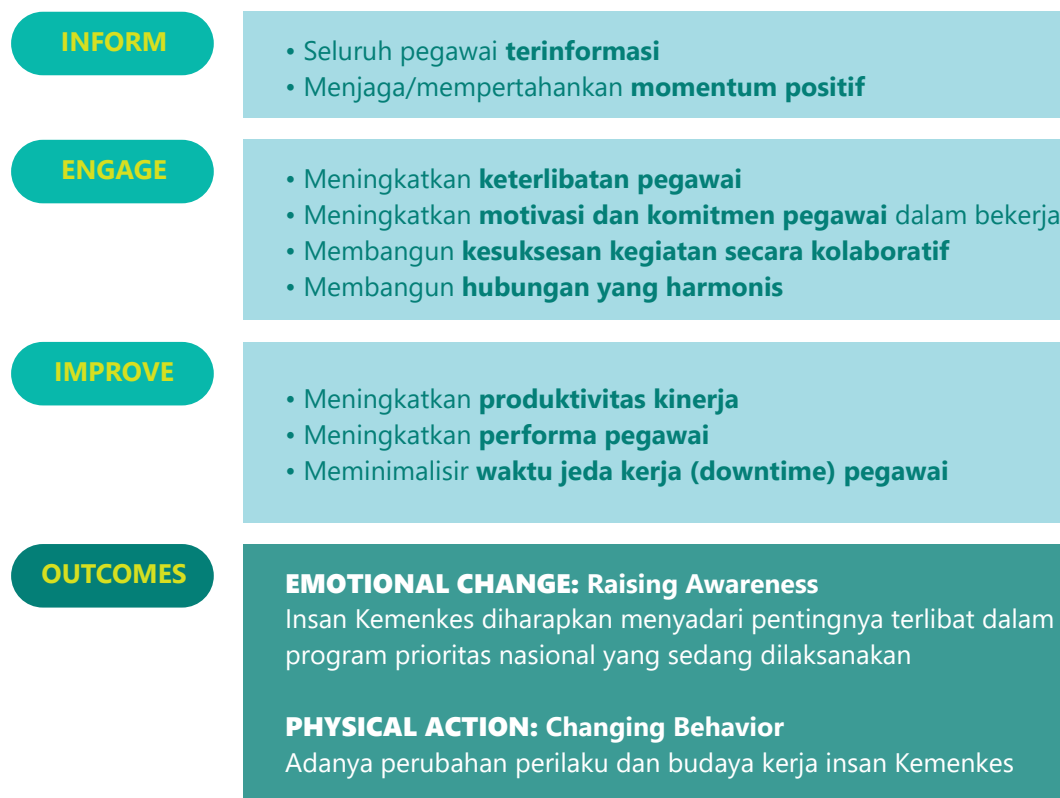 INFORM
• Seluruh pegawai terinformasi
• Menjaga/mempertahankan momentum positif
ENGAGE
• Meningkatkan keterlibatan pegawai
• Meningkatkan motivasi dan komitmen pegawai dalam bekerja
• Membangun kesuksesan kegiatan secara kolaboratif
• Membangun hubungan yang harmonis
IMPROVE
• Meningkatkan produktivitas kinerja
• Meningkatkan performa pegawai
• Meminimalisir waktu jeda kerja (downtime) pegawai
OUTCOMES
EMOTIONAL CHANGE: Raising Awareness
Insan Kemenkes diharapkan menyadari pentingnya terlibat dalam
program prioritas nasional yang sedang dilaksanakan
PHYSICAL ACTION: Changing Behavior
Adanya perubahan perilaku dan budaya kerja insan Kemenkes